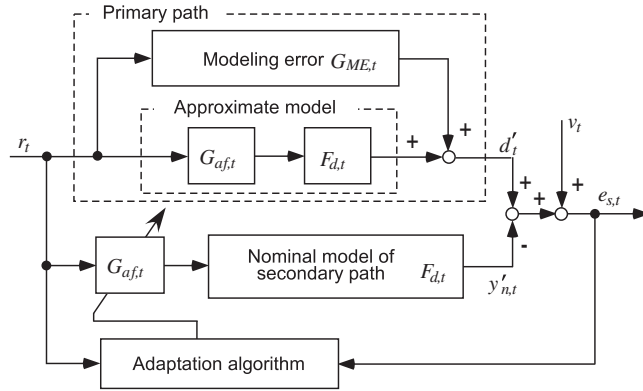 Primary path
Modeling error G_{ME,t}
Approximate model
r_t
G_{af,t}
F_{d,t}
+
+
d'_t
v_t
+
+
+
e_{s,t}
G_{af,t}
Nominal model of
secondary path F_{d,t}
-
y'_{n,t}
Adaptation algorithm